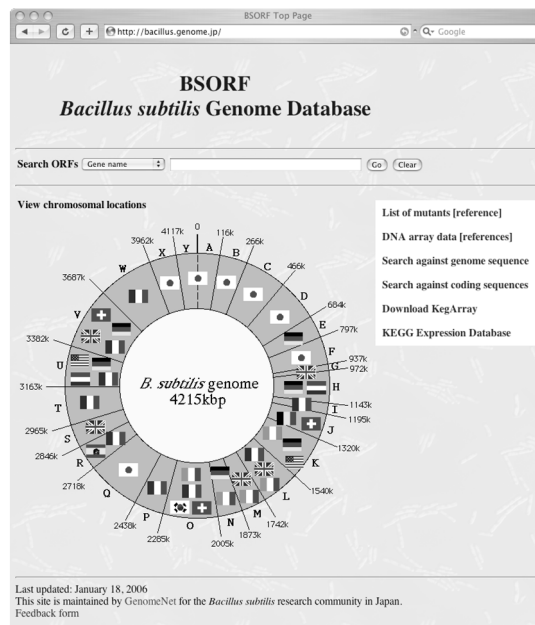 BSORF Top Page
http://bacillus.genome.jp/
Google
BSORF
Bacillus subtilis Genome Database
Search ORFs
Gene name
Go
Clear
View chromosomal locations
List of mutants [reference]
DNA array data [references]
Search against genome sequence
Search against coding sequences
Download KegArray
KEGG Expression Database
0
116k
266k
466k
684k
797k
937k
972k
1143k
1195k
1320k
1540k
1742k
1873k
2005k
2285k
2438k
2718k
2846k
2965k
3163k
3382k
3687k
3962k
4117k
A
B
C
D
E
F
G
H
I
J
K
L
M
N
O
P
Q
R
S
T
U
V
W
X
Y
B. subtilis genome
4215kbp
Last updated: January 18, 2006
This site is maintained by GenomeNet for the Bacillus subtilis research community in Japan.
Feedback form